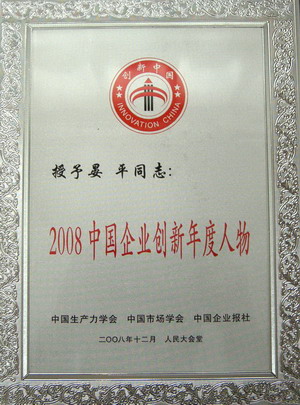 创新中国
INNOVATION CHINA
授予晏 平同志：
2008中国企业创新年度人物
中国生产力学会 中国市场学会 中国企业报社
二〇〇八年十二月 人民大会堂